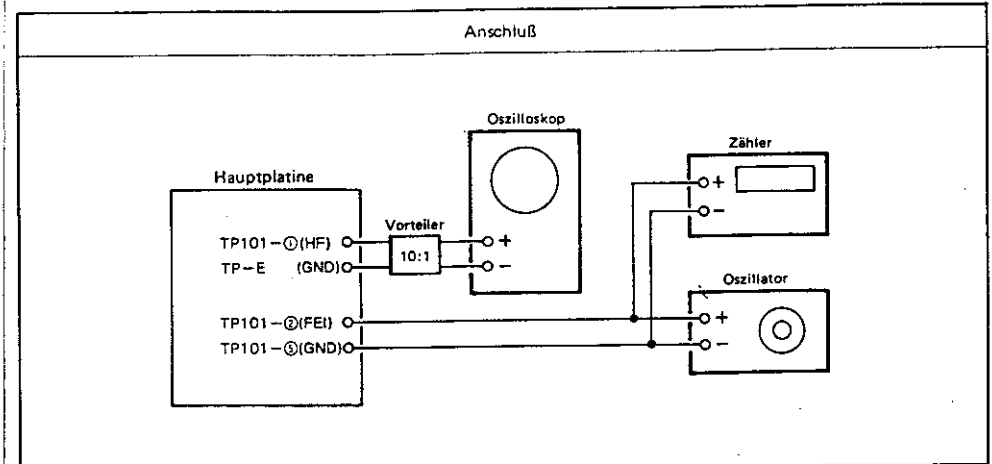 Anschluß
Oszilloskop
Zähler
+
−
Hauptplatine
Vorteiler
TP101-①(HF)
10:1
+
TP-E (GND)
−
Oszillator
TP101-②(FEI)
+
TP101-⑤(GND)
−